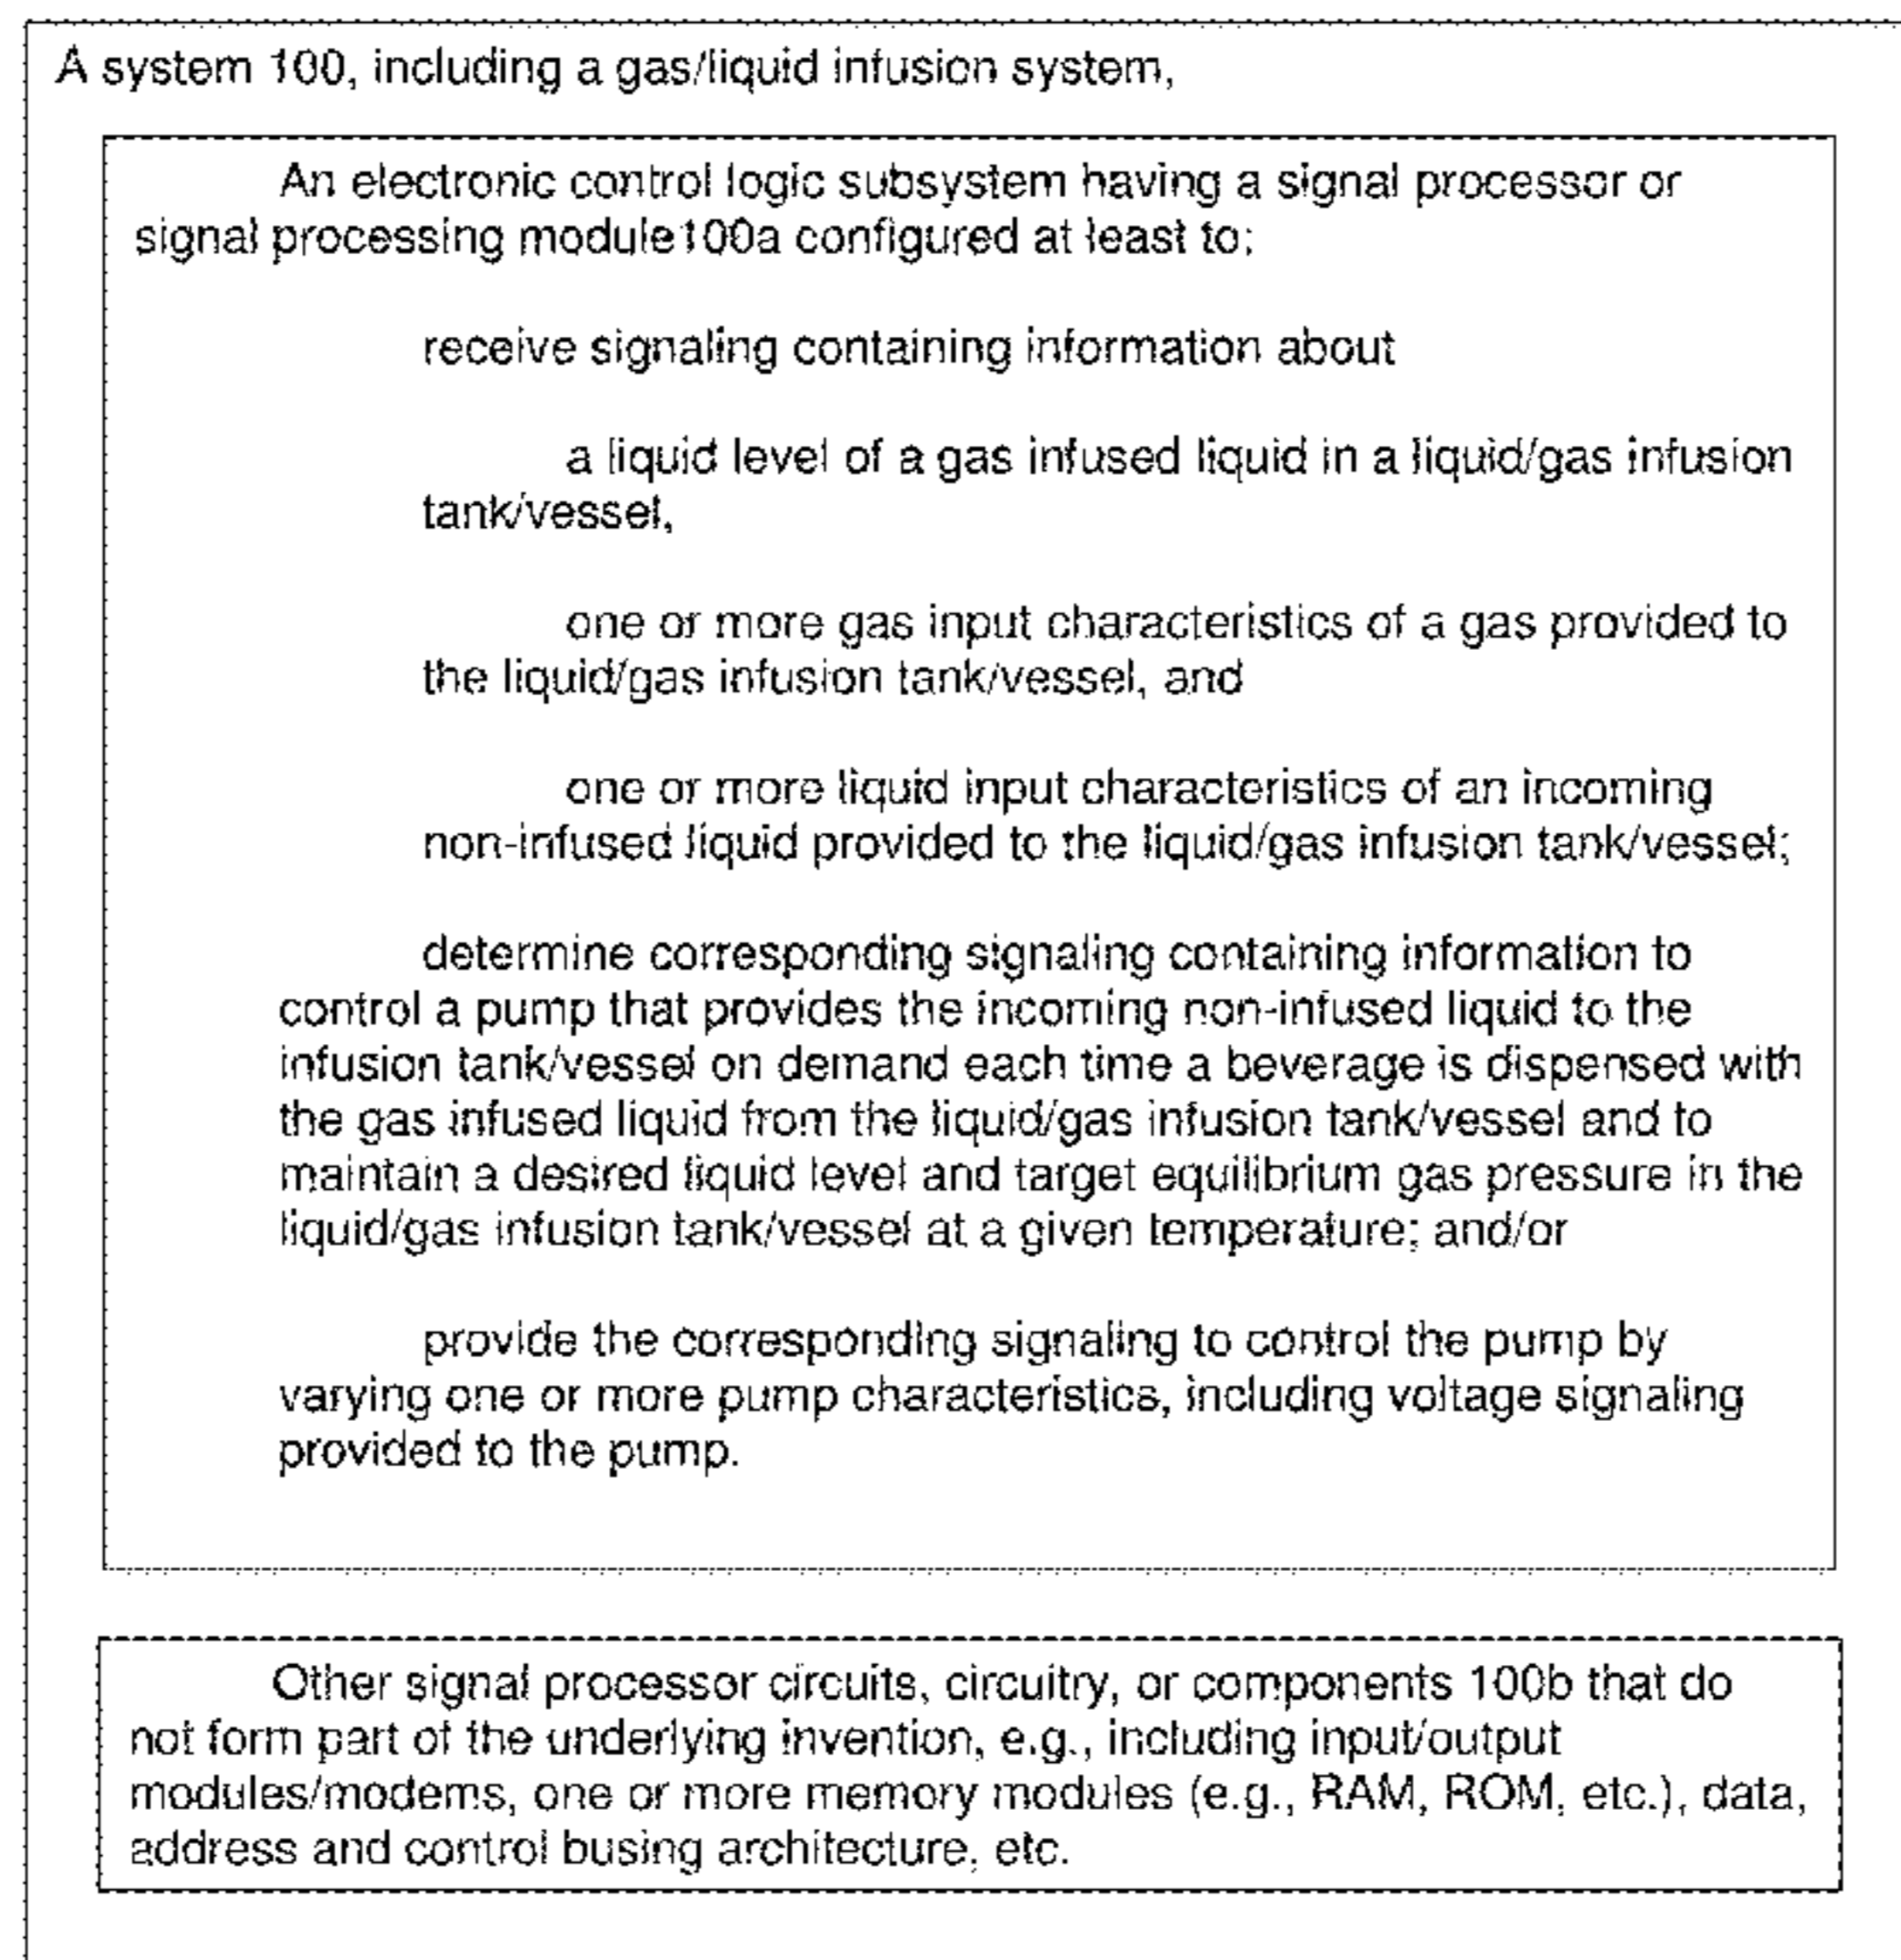 A system 100, including a gas/liquid infusion system,
An electronic control logic subsystem having a signal processor or
signal processing module100a configured at least to:
receive signaling containing information about
a liquid level of a gas infused liquid in a liquid/gas infusion
tank/vessel,
one or more gas input characteristics of a gas provided to
the liquid/gas infusion tank/vessel, and
one or more liquid input characteristics of an incoming
non-infused liquid provided to the liquid/gas infusion tank/vessel;
determine corresponding signaling containing information to
control a pump that provides the incoming non-infused liquid to the
infusion tank/vessel on demand each time a beverage is dispensed with
the gas infused liquid from the liquid/gas infusion tank/vessel and to
maintain a desired liquid level and target equilibrium gas pressure in the
liquid/gas infusion tank/vessel at a given temperature; and/or
provide the corresponding signaling to control the pump by
varying one or more pump characteristics, including voltage signaling
provided to the pump.
Other signal processor circuits, circuitry, or components 100b that do
not form part of the underlying invention, e.g., including input/output
modules/modems, one or more memory modules (e.g., RAM, ROM, etc.), data,
address and control busing architecture, etc.